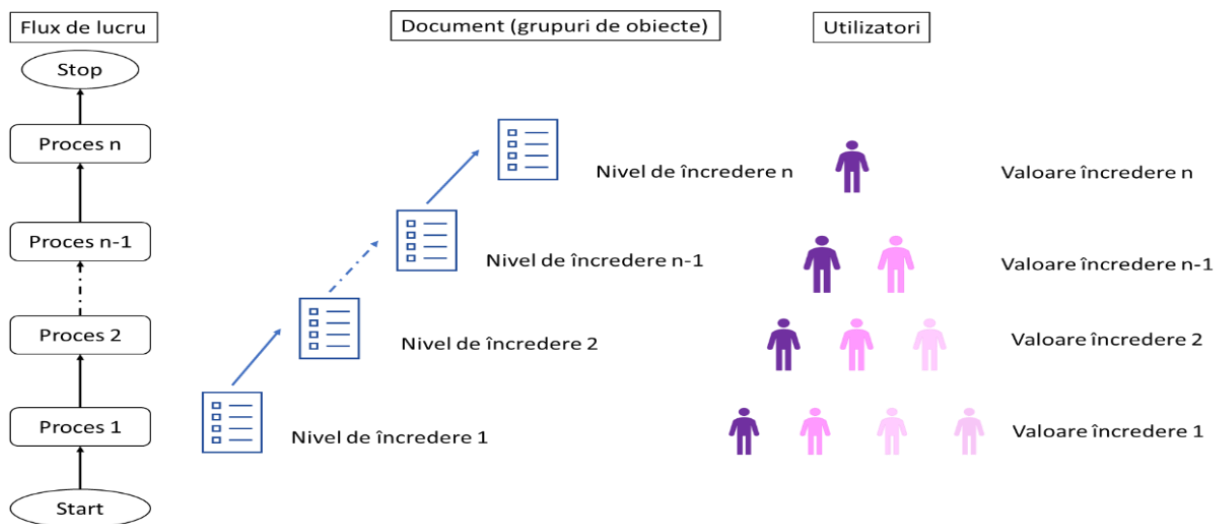 Flux de lucru
Document (grupuri de obiecte)
Utilizatori
Stop
Proces n
Nivel de încredere n
Valoare încredere n
Proces n-1
Nivel de încredere n-1
Valoare încredere n-1
Proces 2
Nivel de încredere 2
Valoare încredere 2
Proces 1
Nivel de încredere 1
Valoare încredere 1
Start